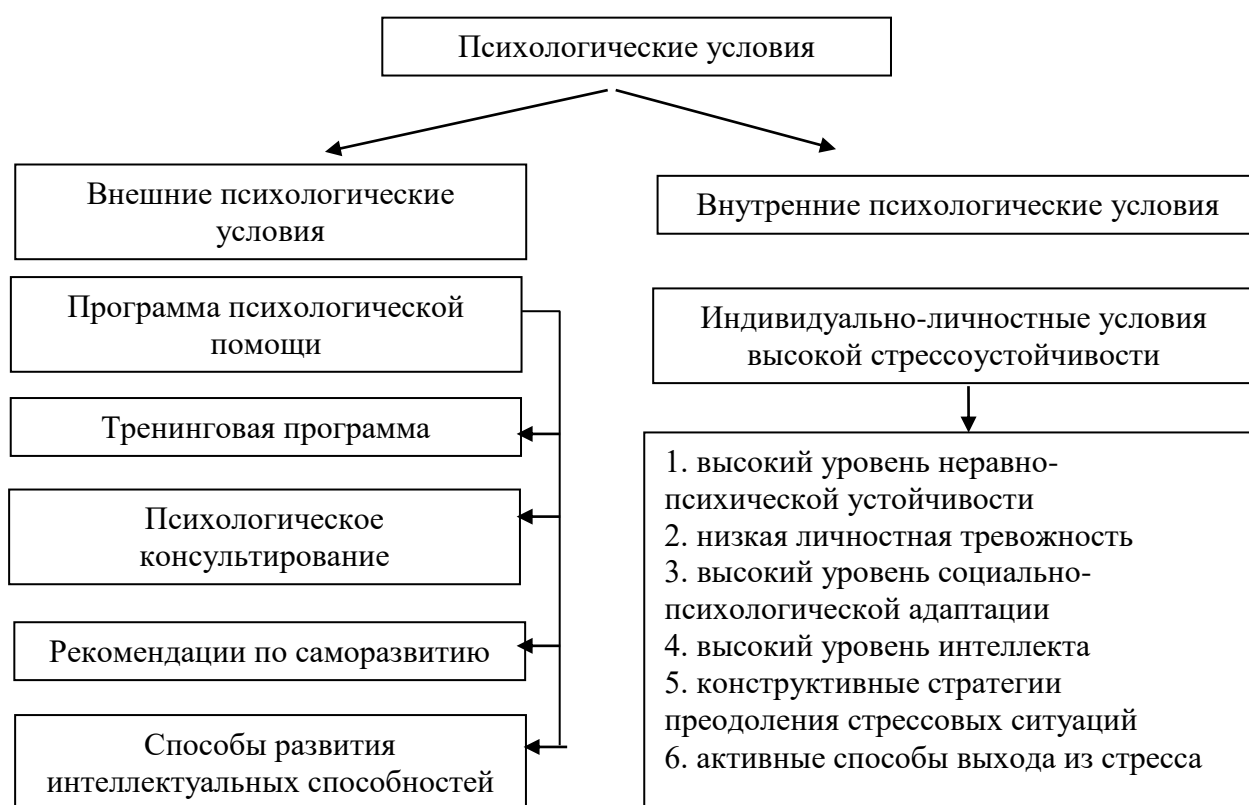 Психологические условия
Внешние психологические
условия
Внутренние психологические условия
Программа психологической
помощи
Индивидуально-личностные условия
высокой стрессоустойчивости
Тренинговая программа
Психологическое
консультирование
Рекомендации по саморазвитию
Способы развития
интеллектуальных способностей
1. высокий уровень неравно-
психической устойчивости
2. низкая личностная тревожность
3. высокий уровень социально-
психологической адаптации
4. высокий уровень интеллекта
5. конструктивные стратегии
преодоления стрессовых ситуаций
6. активные способы выхода из стресса